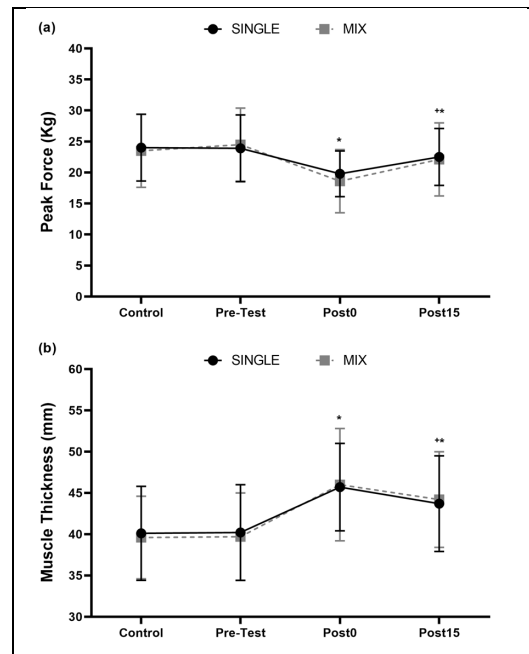 (a)
SINGLE MIX
Peak Force (Kg)
40
35
30
25
20
15
10
5
0
* +*
Control Pre-Test Post0 Post15
(b)
SINGLE MIX
Muscle Thickness (mm)
60
55
50
45
40
35
30
* +*
Control Pre-Test Post0 Post15